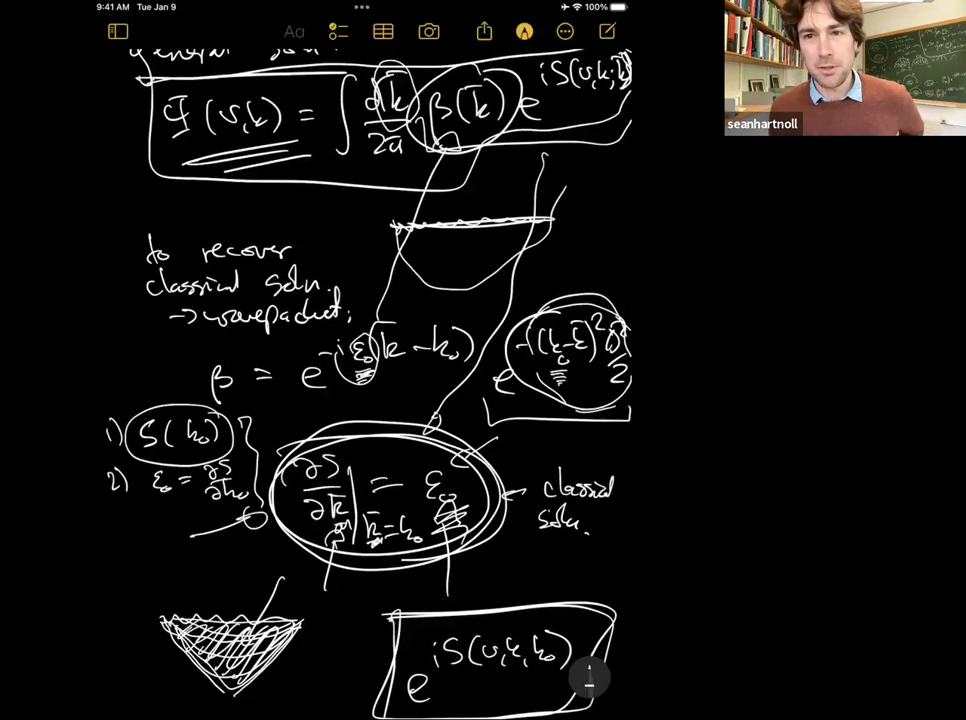 9:41 AM Tue Jan 9
100%
Aa
seanhartnoll
general soln.
Ψ(v,k) = ∫ dk̄/2π β(k̄) e^{iS(v,k;k̄)}
to recover
classical soln.
→ wavepacket;
β = e^{-iε₀(k̄ - k₀)} e^{-(k₀-k̄)²Δ²/2}
1) S(k₀)
2) ε₀ = ∂S/∂k₀
∂S/∂k̄ |_{k̄=k₀} = ε₀
← classical
soln.
e^{iS(v,k,k₀)}